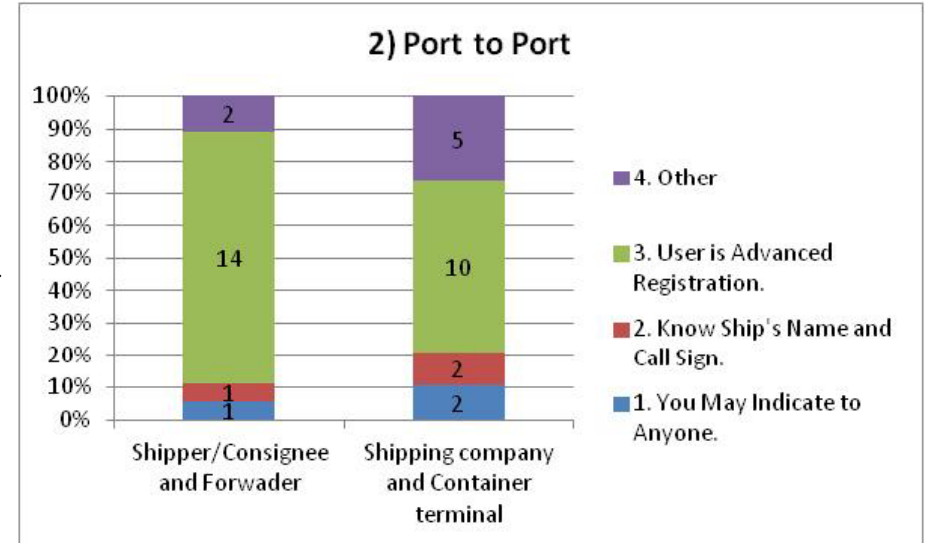 2) Port to Port
100%
90%
80%
70%
60%
50%
40%
30%
20%
10%
0%
2
14
1
1
5
10
2
2
Shipper/Consignee
and Forwader
Shipping company
and Container
terminal
4. Other
3. User is Advanced
Registration.
2. Know Ship's Name and
Call Sign.
1. You May Indicate to
Anyone.